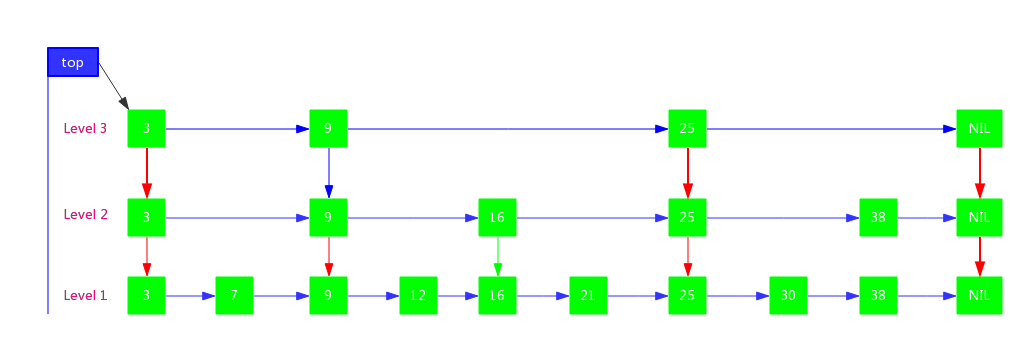 top
Level 3 3 9 25 NIL
Level 2 3 9 16 25 38 NIL
Level 1 3 7 9 12 16 21 25 30 38 NIL